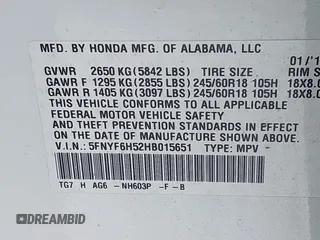 MFD. BY HONDA MFG. OF ALABAMA, LLC
01/'1
GVWR 2650 KG (5842 LBS) RIM S
GAWR F 1295 KG (2855 LBS) 245/60R18 105H 18X8.0
GAWR R 1405 KG (3097 LBS) 245/60R18 105H 18X8.0
THIS VEHICLE CONFORMS TO ALL APPLICABLE
FEDERAL MOTOR VEHICLE SAFETY AND
THEFT PREVENTION STANDARDS IN EFFECT
ON THE DATE OF MANUFACTURE SHOWN ABOVE.
V.I.N.: 5FNYF6H52HB015651 TYPE: MPV -
TG7 H AG6 - NH603P -F-B
DREAMBID
DREAMBID